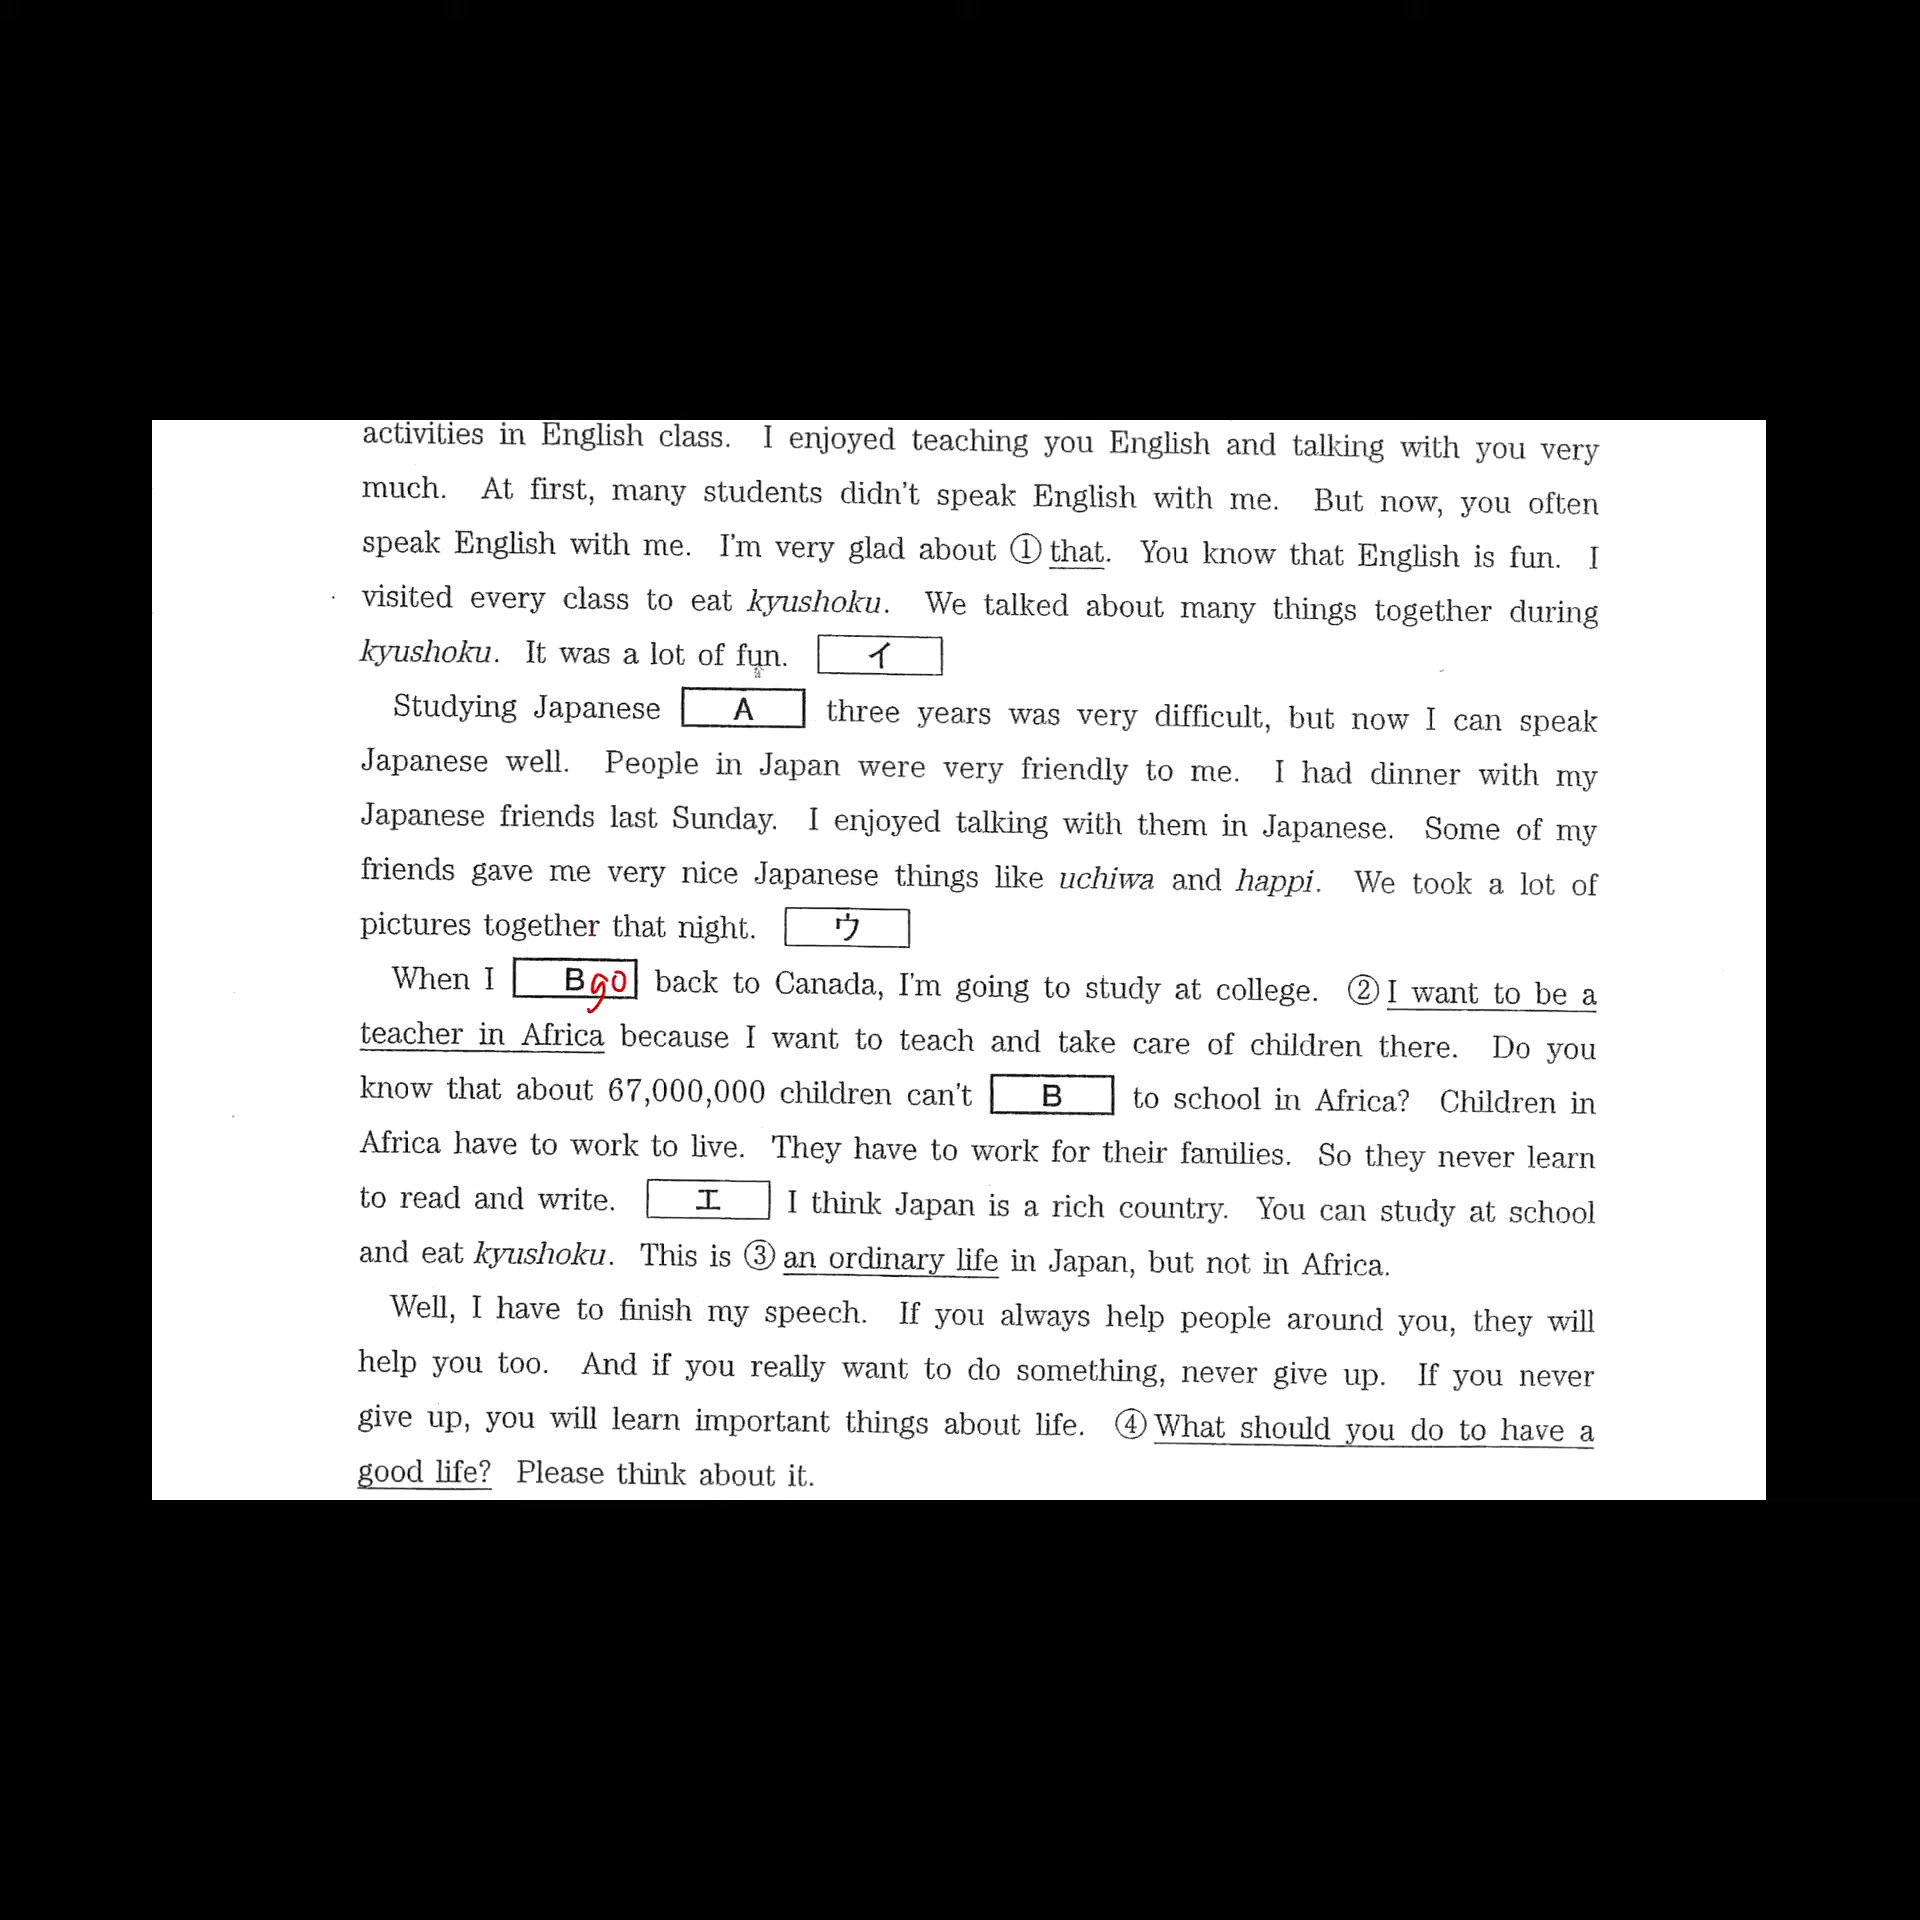 activities in English class. I enjoyed teaching you English and talking with you very
much. At first, many students didn't speak English with me. But now, you often
speak English with me. I'm very glad about ① that. You know that English is fun. I
visited every class to eat kyushoku. We talked about many things together during
kyushoku. It was a lot of fun. イ
Studying Japanese A three years was very difficult, but now I can speak
Japanese well. People in Japan were very friendly to me. I had dinner with my
Japanese friends last Sunday. I enjoyed talking with them in Japanese. Some of my
friends gave me very nice Japanese things like uchiwa and happi. We took a lot of
pictures together that night. ウ
When I B go back to Canada, I'm going to study at college. ② I want to be a
teacher in Africa because I want to teach and take care of children there. Do you
know that about 67,000,000 children can't B to school in Africa? Children in
Africa have to work to live. They have to work for their families. So they never learn
to read and write. エ I think Japan is a rich country. You can study at school
and eat kyushoku. This is ③ an ordinary life in Japan, but not in Africa.
Well, I have to finish my speech. If you always help people around you, they will
help you too. And if you really want to do something, never give up. If you never
give up, you will learn important things about life. ④ What should you do to have a
good life? Please think about it.